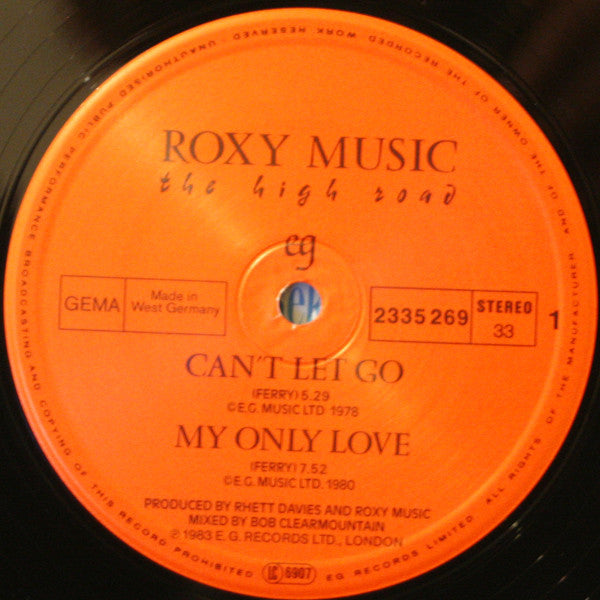 ROXY MUSIC
the high road
eg
GEMA
Made in
West Germany
2335 269
STEREO
33
1
CAN'T LET GO
(FERRY) 5.29
© E.G. MUSIC LTD 1978
MY ONLY LOVE
(FERRY) 7.52
© E.G. MUSIC LTD. 1980
PRODUCED BY RHETT DAVIES AND ROXY MUSIC
MIXED BY BOB CLEARMOUNTAIN
℗ 1983 E.G. RECORDS LTD., LONDON
EG RECORDS LIMITED ALL RIGHTS OF THE MANUFACTURER AND OF THE OWNER OF THE RECORDED WORK RESERVED · UNAUTHORISED PUBLIC PERFORMANCE BROADCASTING AND COPYING OF THIS RECORD PROHIBITED
LC 6907